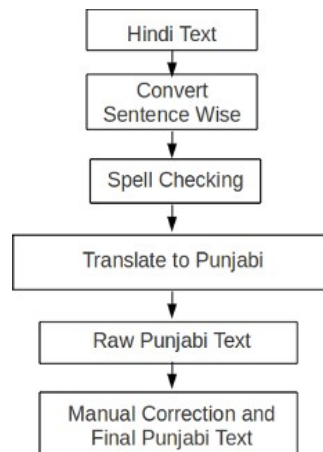 Hindi Text
Convert
Sentence Wise
Spell Checking
Translate to Punjabi
Raw Punjabi Text
Manual Correction and
Final Punjabi Text